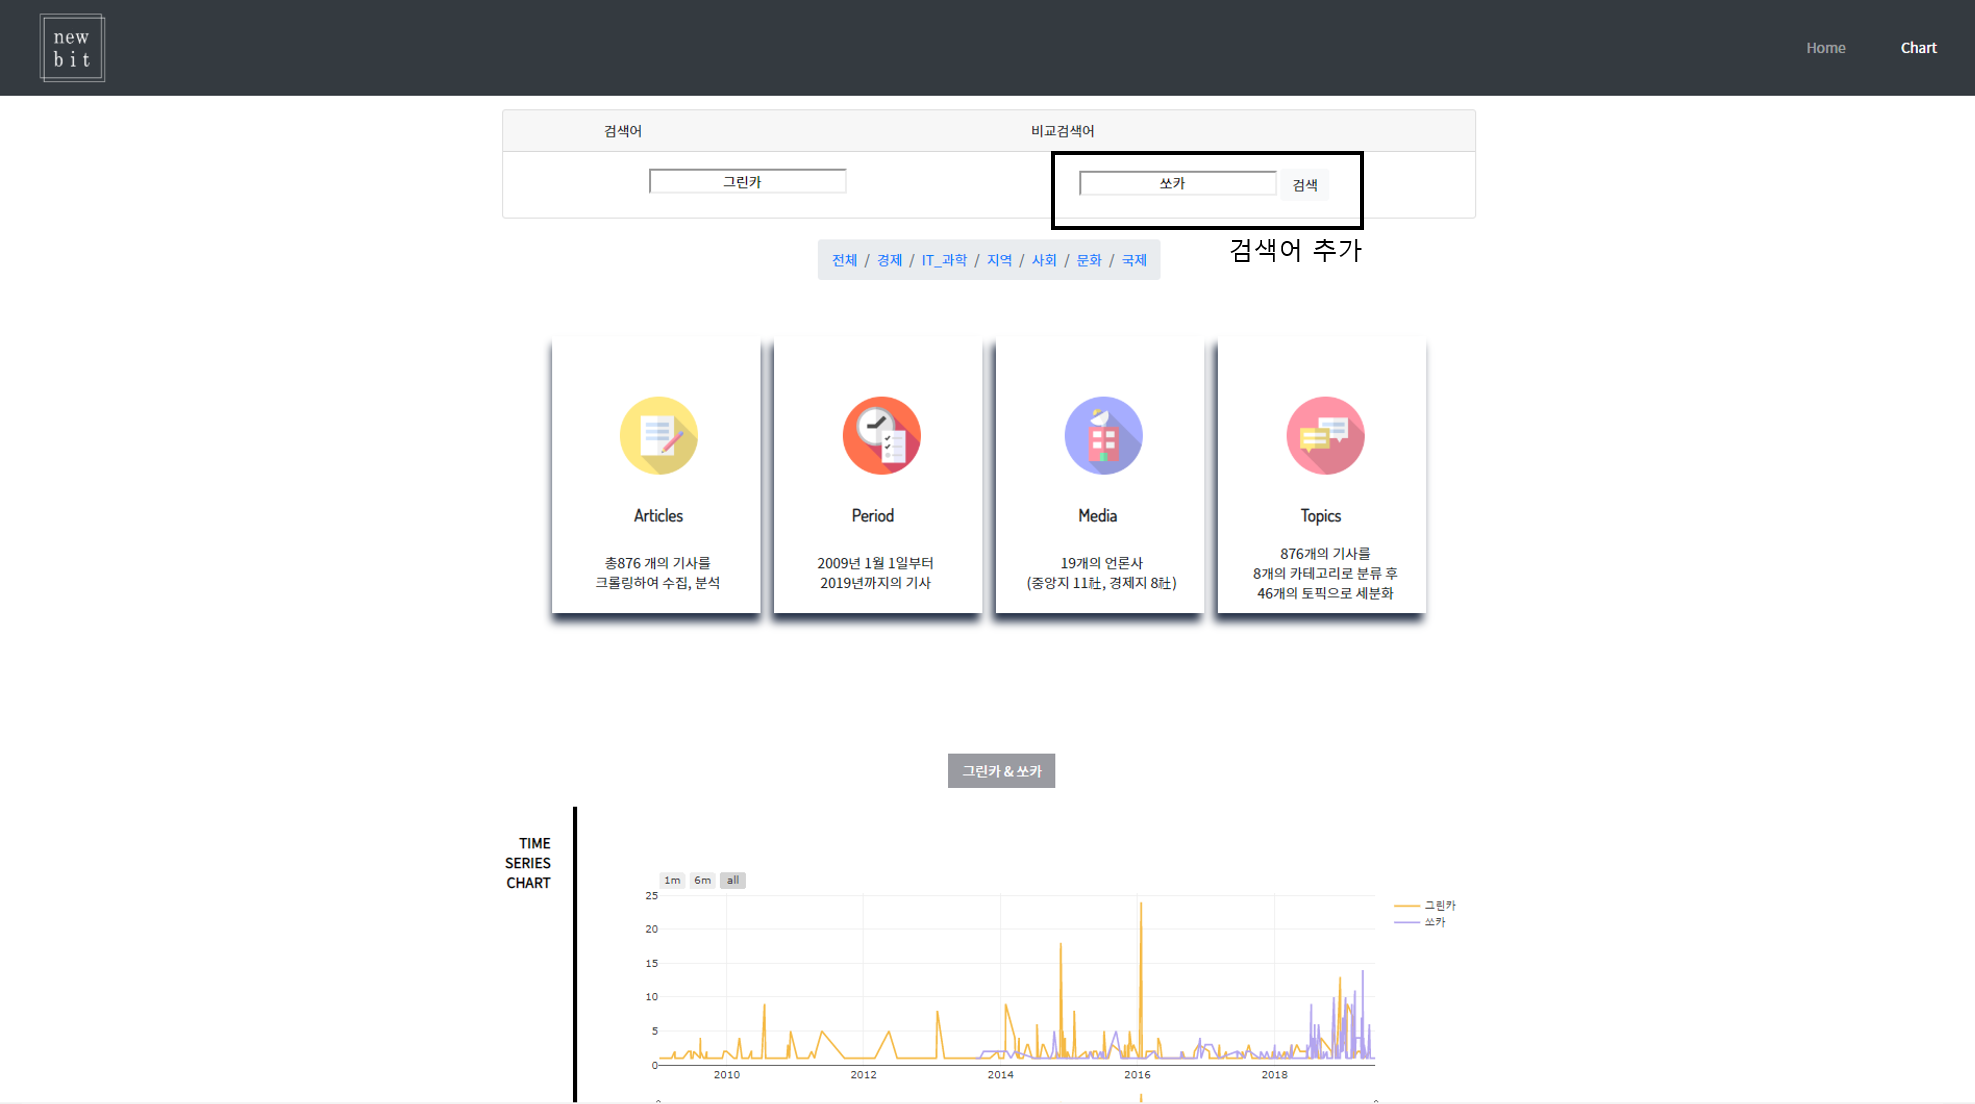 new
bit
Home
Chart
검색어
비교검색어
그린카
쏘카
검색
검색어 추가
전체 / 경제 / IT_과학 / 지역 / 사회 / 문화 / 국제
Articles
총876 개의 기사를
크롤링하여 수집, 분석
Period
2009년 1월 1일부터
2019년까지의 기사
Media
19개의 언론사
(중앙지 11社, 경제지 8社)
Topics
876개의 기사를
8개의 카테고리로 분류 후
46개의 토픽으로 세분화
그린카 & 쏘카
TIME
SERIES
CHART
1m
6m
all
25
20
15
10
5
0
2010
2012
2014
2016
2018
그린카
쏘카